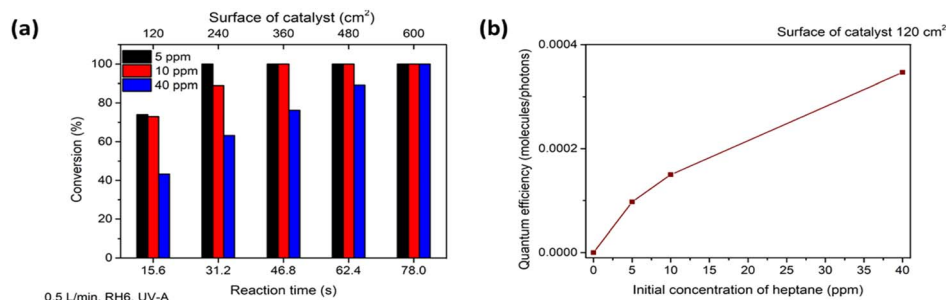 (a)
Surface of catalyst (cm²)
120 240 360 480 600
5 ppm
10 ppm
40 ppm
100
80
60
40
20
0
Conversion (%)
15.6 31.2 46.8 62.4 78.0
Reaction time (s)
0.5 L/min, RH6, UV-A
(b)
Surface of catalyst 120 cm²
0.0004
0.0002
0.0000
Quantum efficiency (molecules/photons)
0 5 10 15 20 25 30 35 40
Initial concentration of heptane (ppm)